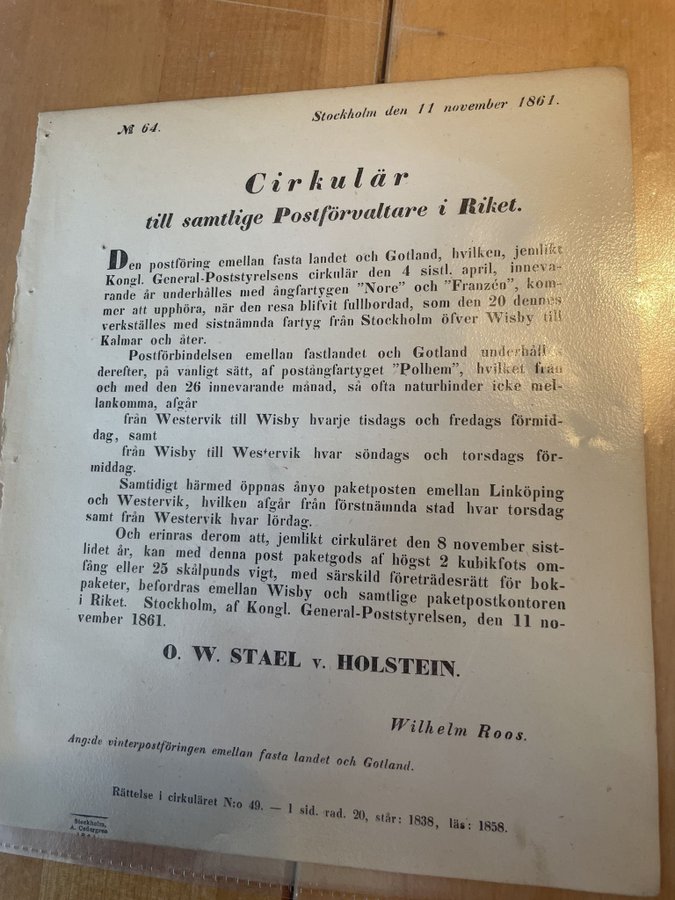 № 64.
Stockholm den 11 november 1861.
Cirkulär
till samtlige Postförvaltare i Riket.
Den postföring emellan fasta landet och Gotland, hvilken, jemlikt
Kongl. General-Poststyrelsens cirkulär den 4 sistl. april, inneva-
rande år underhålles med ångfartygen "Nore" och "Franzén", kom-
mer att upphöra, när den resa blifvit fullbordad, som den 20 dennes
verkställes med sistnämnda fartyg från Stockholm öfver Wisby till
Kalmar och åter.
Postförbindelsen emellan fastlandet och Gotland underhålles
derefter, på vanligt sätt, af postångfartyget "Polhem", hvilket från
och med den 26 innevarande månad, så ofta naturhinder icke mel-
lankomma, afgår
från Westervik till Wisby hvarje tisdags och fredags förmid-
dag, samt
från Wisby till Westervik hvar söndags och torsdags för-
middag.
Samtidigt härmed öppnas ånyo paketposten emellan Linköping
och Westervik, hvilken afgår från förstnämnda stad hvar torsdag
samt från Westervik hvar lördag.
Och erinras derom att, jemlikt cirkuläret den 8 november sist-
lidet år, kan med denna post paketgods af högst 2 kubikfots om-
fång eller 25 skålpunds vigt, med särskild företrädesrätt för bok-
paketer, befordras emellan Wisby och samtlige paketpostkontoren
i Riket. Stockholm, af Kongl. General-Poststyrelsen, den 11 no-
vember 1861.
O. W. STAEL v. HOLSTEIN.
Wilhelm Roos.
Ang:de vinterpostföringen emellan fasta landet och Gotland.
Rättelse i cirkuläret N:o 49. — 1 sid. rad. 20, står: 1838, läs: 1858.
Stockholm,
A. Cedergren